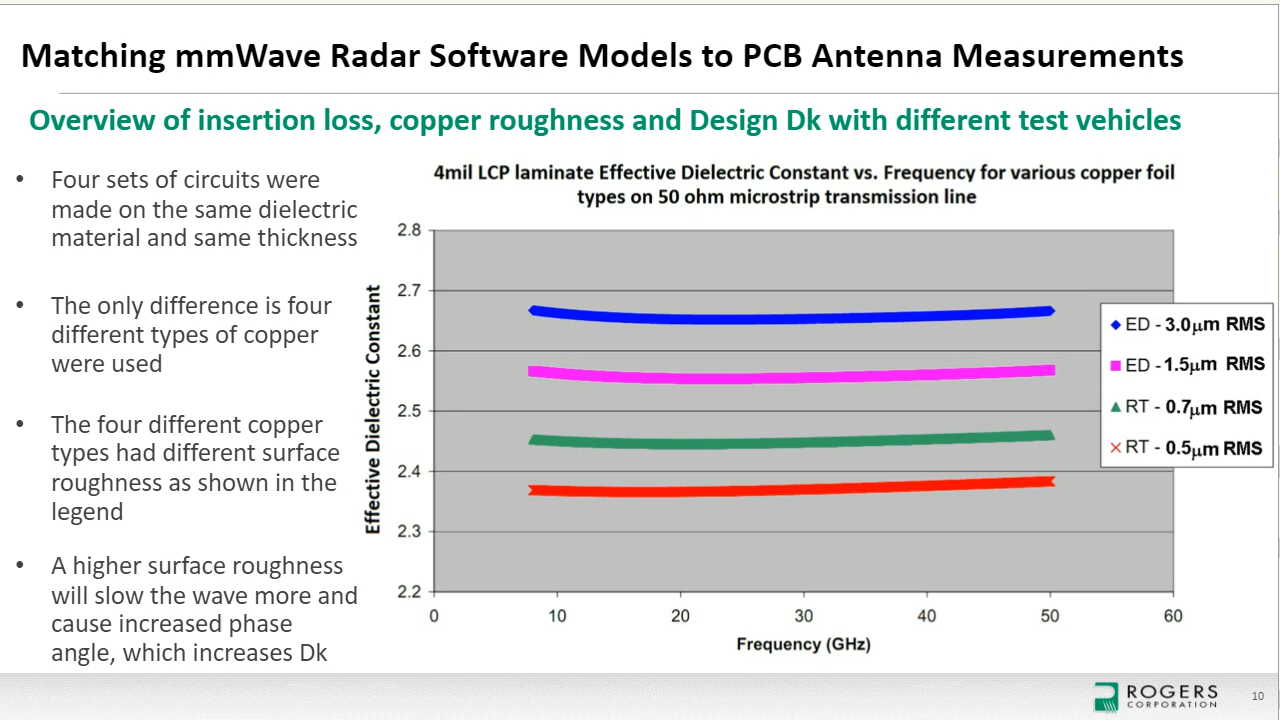 Matching mmWave Radar Software Models to PCB Antenna Measurements
Overview of insertion loss, copper roughness and Design Dk with different test vehicles
• Four sets of circuits were
made on the same dielectric
material and same thickness
• The only difference is four
different types of copper
were used
• The four different copper
types had different surface
roughness as shown in the
legend
• A higher surface roughness
will slow the wave more and
cause increased phase
angle, which increases Dk
4mil LCP laminate Effective Dielectric Constant vs. Frequency for various copper foil
types on 50 ohm microstrip transmission line
Effective Dielectric Constant
2.8
2.7
2.6
2.5
2.4
2.3
2.2
0 10 20 30 40 50 60
Frequency (GHz)
ED - 3.0μm RMS
ED - 1.5μm RMS
RT - 0.7μm RMS
RT - 0.5μm RMS
ROGERS
CORPORATION
10